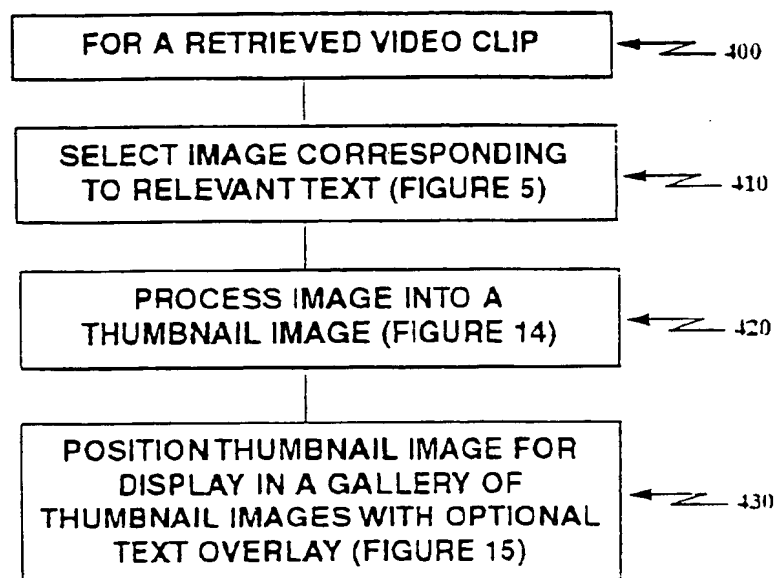 FOR A RETRIEVED VIDEO CLIP
400
SELECT IMAGE CORRESPONDING
TO RELEVANT TEXT (FIGURE 5)
410
PROCESS IMAGE INTO A
THUMBNAIL IMAGE (FIGURE 14)
420
POSITION THUMBNAIL IMAGE FOR
DISPLAY IN A GALLERY OF
THUMBNAIL IMAGES WITH OPTIONAL
TEXT OVERLAY (FIGURE 15)
430